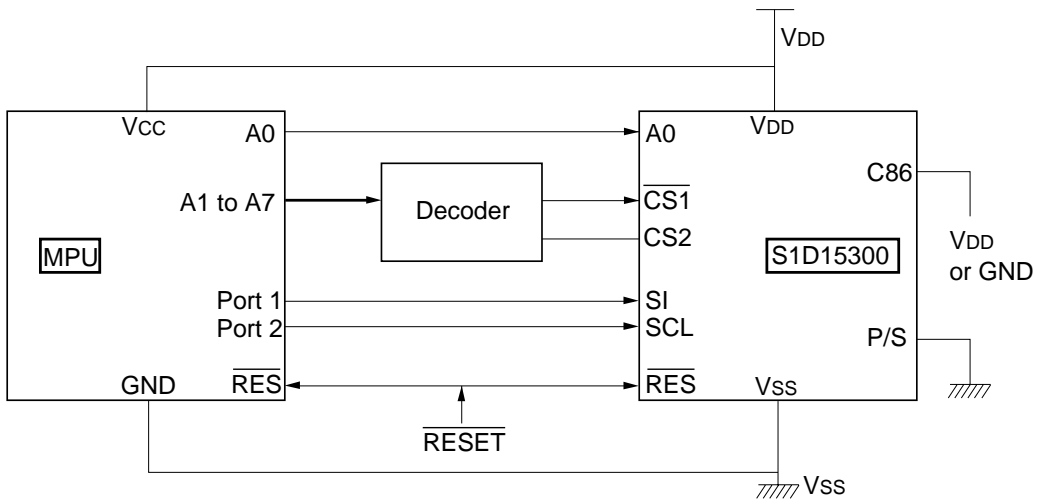 VDD
VCC
A0
A0
VDD
C86
A1 to A7
Decoder
CS1
CS2
MPU
S1D15300
VDD
or GND
Port 1
SI
Port 2
SCL
P/S
GND
RES
RES
VSS
RESET
VSS